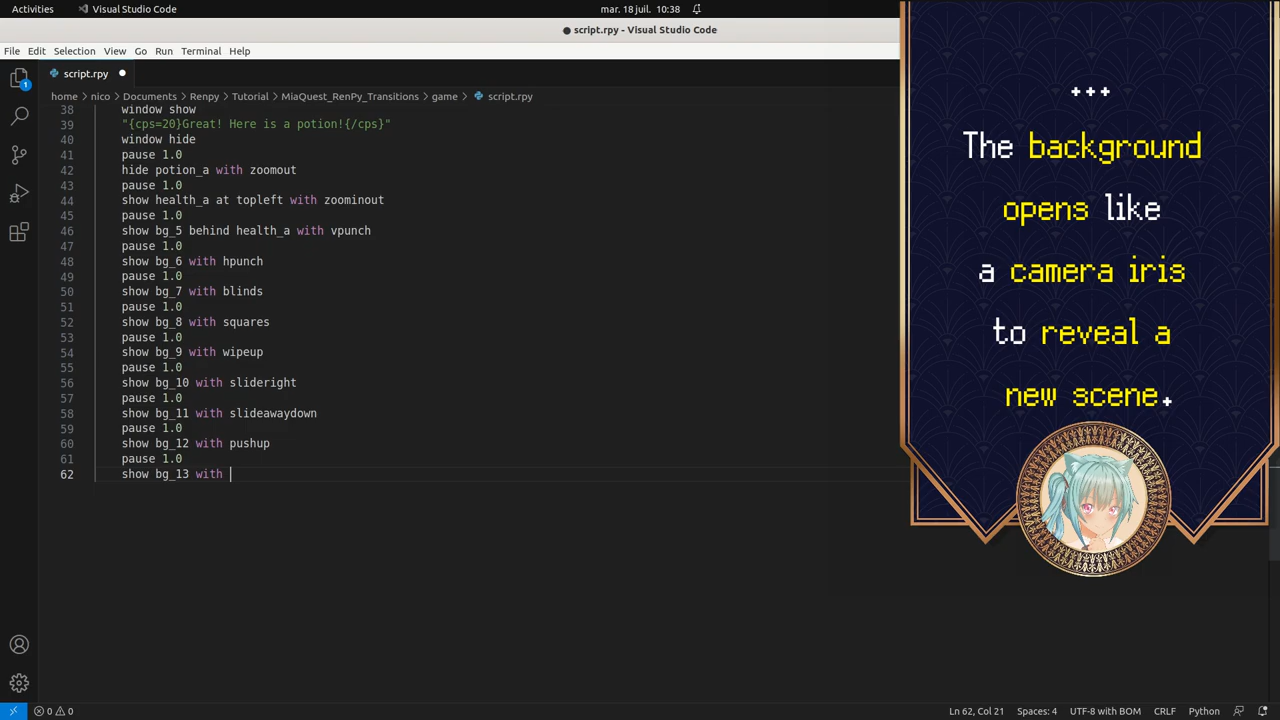 Activities
Visual Studio Code
mar. 18 juil. 10:38
● script.rpy - Visual Studio Code
File Edit Selection View Go Run Terminal Help
1
script.rpy
home > nico > Documents > Renpy > Tutorial > MiaQuest_RenPy_Transitions > game > script.rpy
38 window show
39 "{cps=20}Great! Here is a potion!{/cps}"
40 window hide
41 pause 1.0
42 hide potion_a with zoomout
43 pause 1.0
44 show health_a at topleft with zoominout
45 pause 1.0
46 show bg_5 behind health_a with vpunch
47 pause 1.0
48 show bg_6 with hpunch
49 pause 1.0
50 show bg_7 with blinds
51 pause 1.0
52 show bg_8 with squares
53 pause 1.0
54 show bg_9 with wipeup
55 pause 1.0
56 show bg_10 with slideright
57 pause 1.0
58 show bg_11 with slideawaydown
59 pause 1.0
60 show bg_12 with pushup
61 pause 1.0
62 show bg_13 with
...
The background
opens like
a camera iris
to reveal a
new scene.
0 0
Ln 62, Col 21 Spaces: 4 UTF-8 with BOM CRLF Python